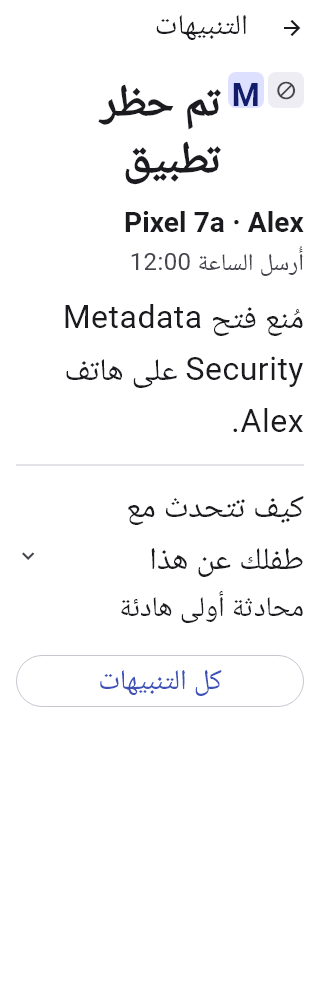 التنبيهات
M
تم حظر
تطبيق
Pixel 7a · Alex
أرسل الساعة 12:00
مُنع فتح Metadata
Security على هاتف
Alex.
كيف تتحدث مع
طفلك عن هذا
محادثة أولى هادئة
كل التنبيهات